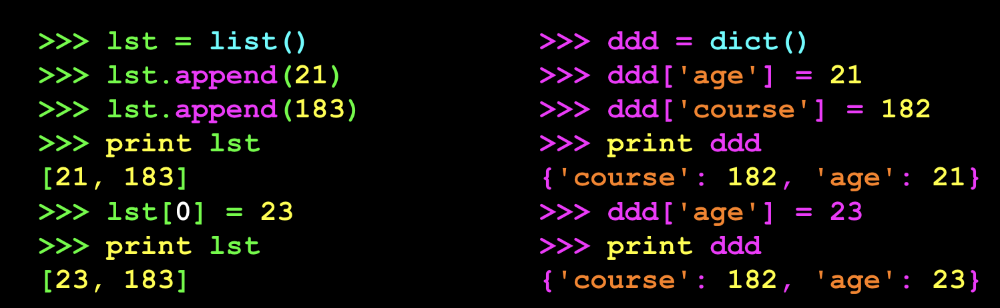 >>> lst = list()
>>> lst.append(21)
>>> lst.append(183)
>>> print lst
[21, 183]
>>> lst[0] = 23
>>> print lst
[23, 183]
>>> ddd = dict()
>>> ddd['age'] = 21
>>> ddd['course'] = 182
>>> print ddd
{'course': 182, 'age': 21}
>>> ddd['age'] = 23
>>> print ddd
{'course': 182, 'age': 23}